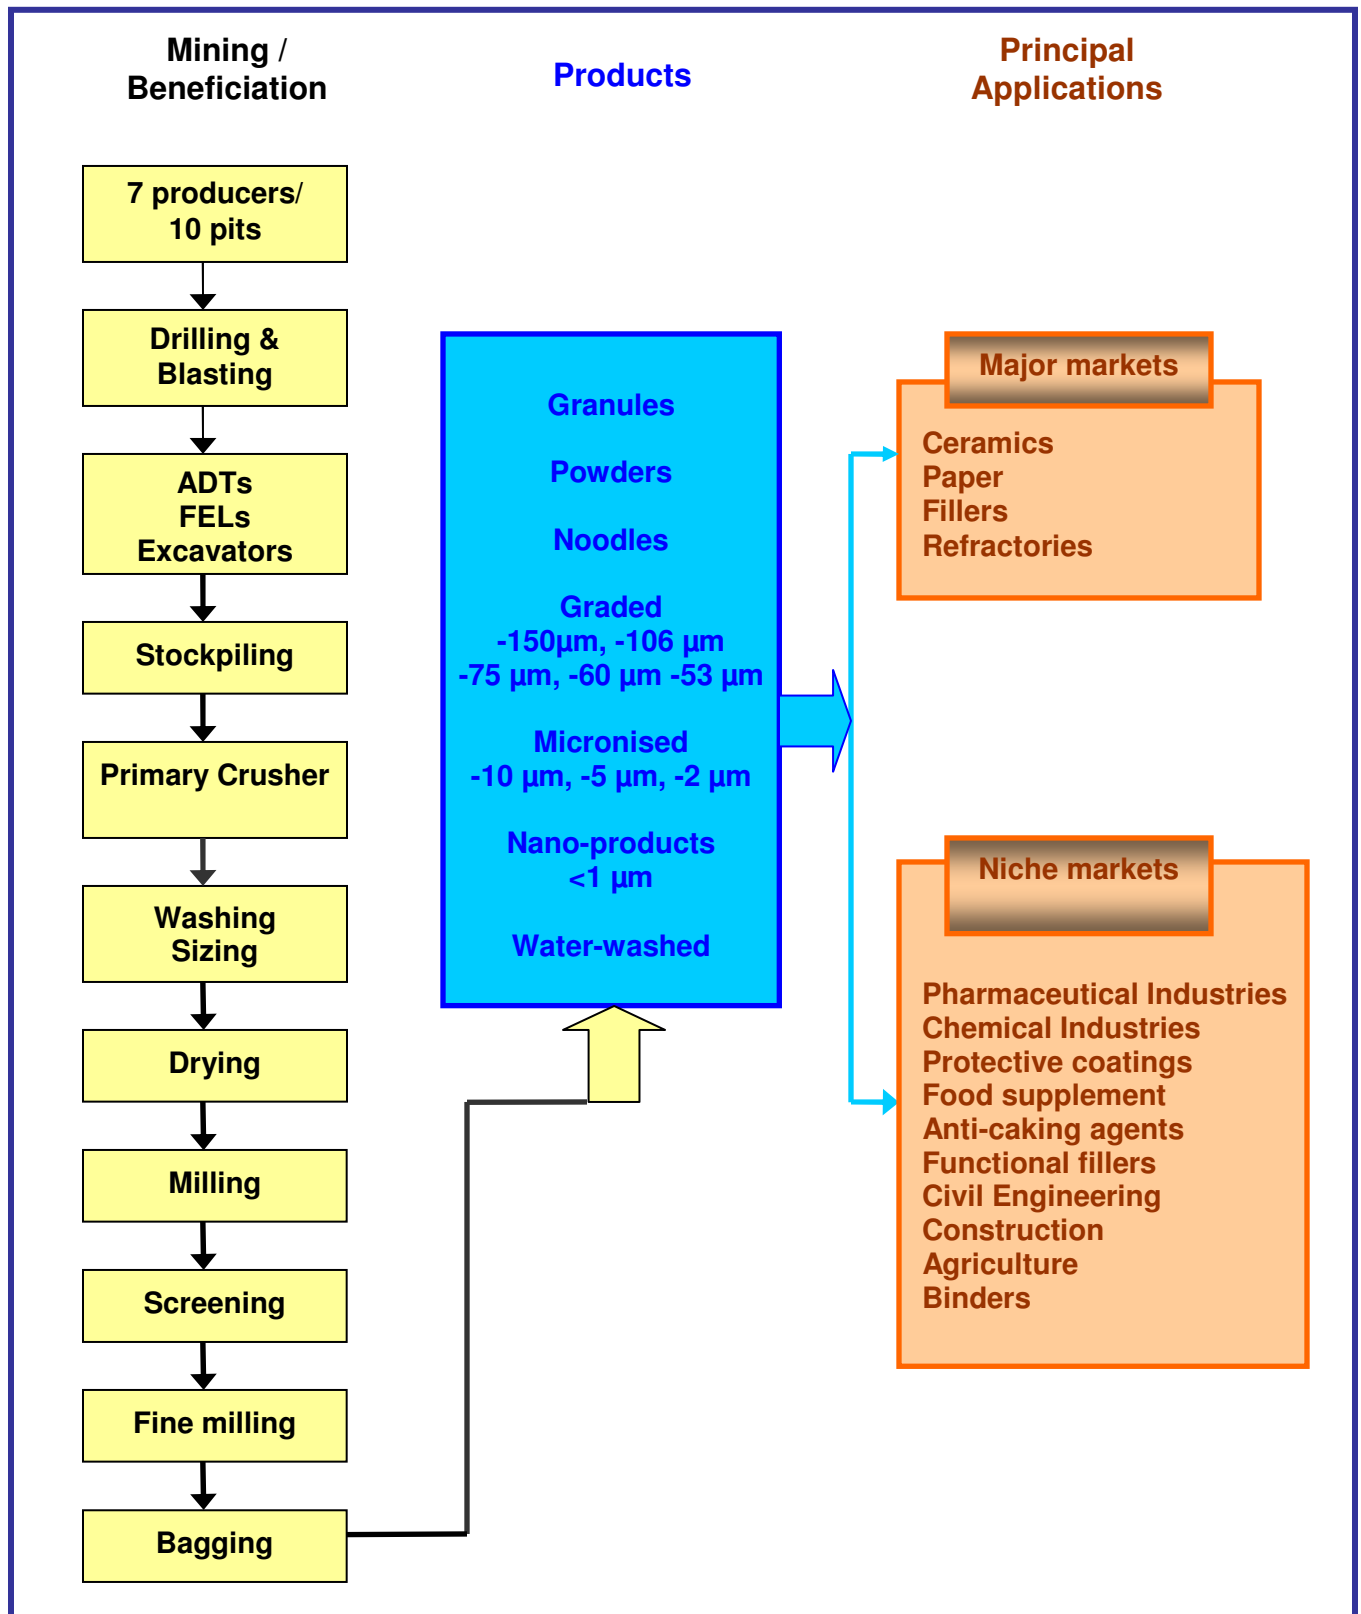 Mining /
Beneficiation
Products
Principal
Applications
7 producers/
10 pits
Drilling &
Blasting
ADTs
FELs
Excavators
Stockpiling
Primary Crusher
Washing
Sizing
Drying
Milling
Screening
Fine milling
Bagging
Granules
Powders
Noodles
Graded
-150µm, -106 µm
-75 µm, -60 µm -53 µm
Micronised
-10 µm, -5 µm, -2 µm
Nano-products
<1 µm
Water-washed
Major markets
Ceramics
Paper
Fillers
Refractories
Niche markets
Pharmaceutical Industries
Chemical Industries
Protective coatings
Food supplement
Anti-caking agents
Functional fillers
Civil Engineering
Construction
Agriculture
Binders